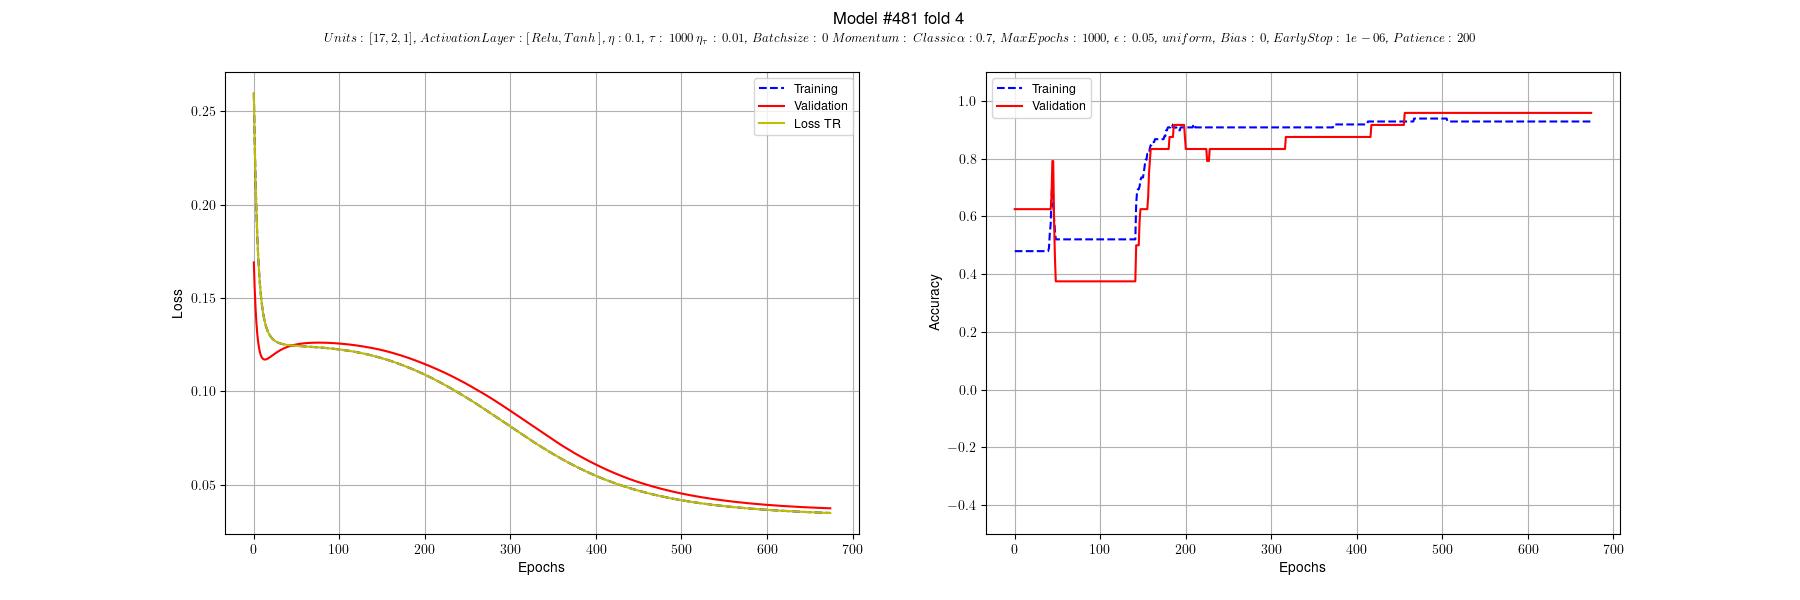 Model #481 fold 4
Units : [17, 2, 1], ActivationLayer : [Relu, Tanh], η : 0.1, τ : 1000 ητ : 0.01, Batchsize : 0 Momentum : Classicα : 0.7, MaxEpochs : 1000, ϵ : 0.05, uniform, Bias : 0, EarlyStop : 1e − 06, Patience : 200
Training
Validation
Loss TR
0.25
0.20
0.15
0.10
0.05
Loss
0 100 200 300 400 500 600 700
Epochs
Training
Validation
1.0
0.8
0.6
0.4
0.2
0.0
−0.2
−0.4
Accuracy
0 100 200 300 400 500 600 700
Epochs